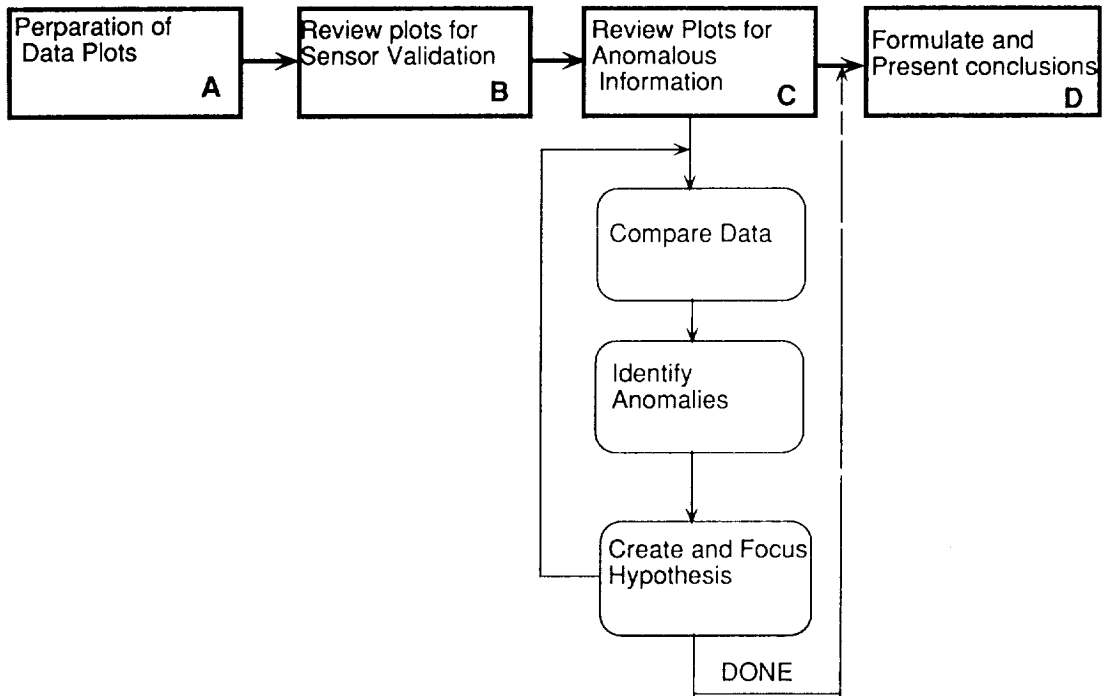 Perparation of
Data Plots
A
Review plots for
Sensor Validation
B
Review Plots for
Anomalous
Information
C
Formulate and
Present conclusions
D
Compare Data
Identify
Anomalies
Create and Focus
Hypothesis
DONE